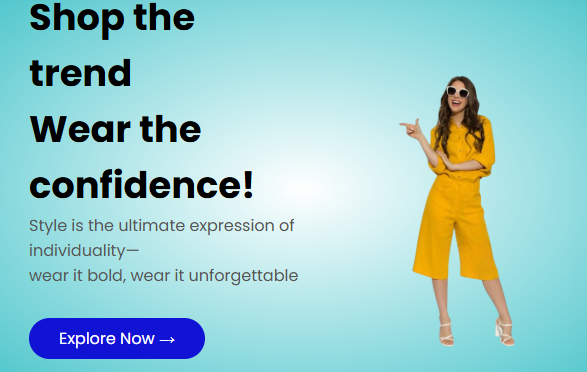 Shop the
trend
Wear the
confidence!
Style is the ultimate expression of
individuality—
wear it bold, wear it unforgettable
Explore Now →